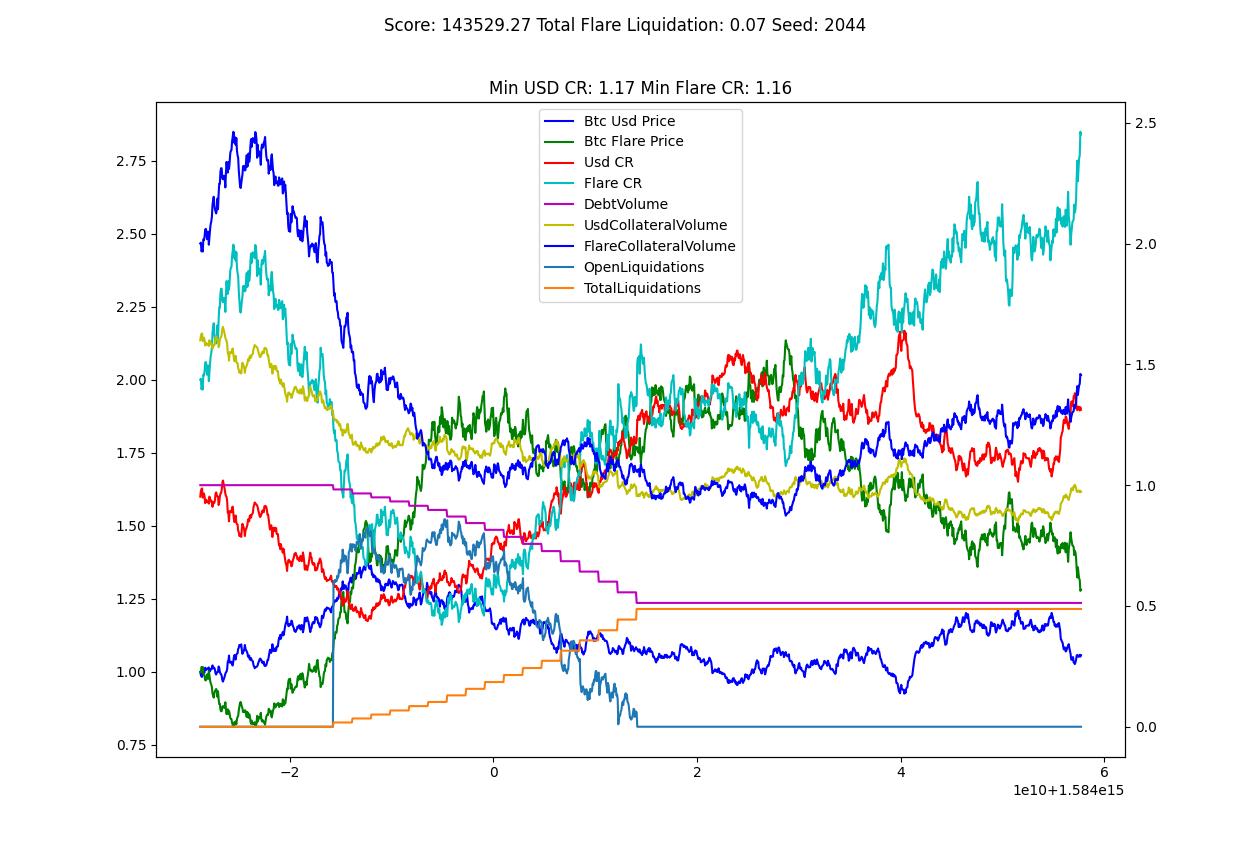 Score: 143529.27 Total Flare Liquidation: 0.07 Seed: 2044
Min USD CR: 1.17 Min Flare CR: 1.16
Btc Usd Price
Btc Flare Price
Usd CR
Flare CR
DebtVolume
UsdCollateralVolume
FlareCollateralVolume
OpenLiquidations
TotalLiquidations
2.75
2.50
2.25
2.00
1.75
1.50
1.25
1.00
0.75
2.5
2.0
1.5
1.0
0.5
0.0
−2
0
2
4
6
1e10+1.584e15